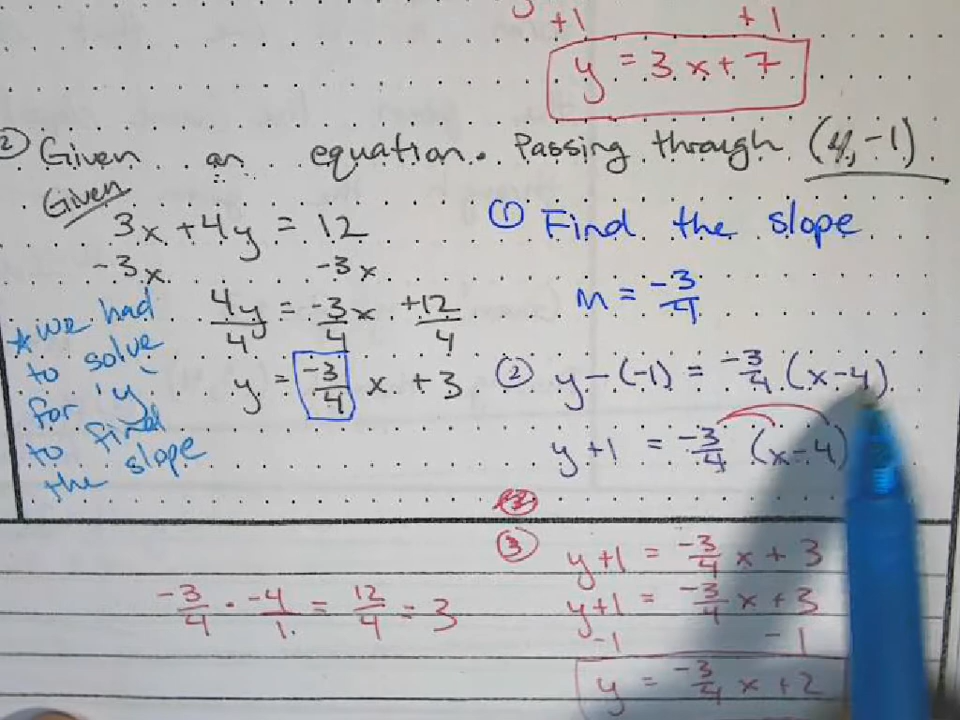 +1 +1
y = 3x + 7
② Given an equation. Passing through (4, -1)
Given
3x + 4y = 12
-3x -3x
4y/4 = -3/4 x + 12/4
y = -3/4 x + 3
* we had
to solve
for 'y'
to find
the slope
① Find the slope
m = -3/4
② y - (-1) = -3/4 (x - 4)
y + 1 = -3/4 (x - 4)
③ y + 1 = -3/4 x + 3
y + 1 = -3/4 x + 3
-1 -1
y = -3/4 x + 2
-3/4 · -4/1 = 12/4 = 3